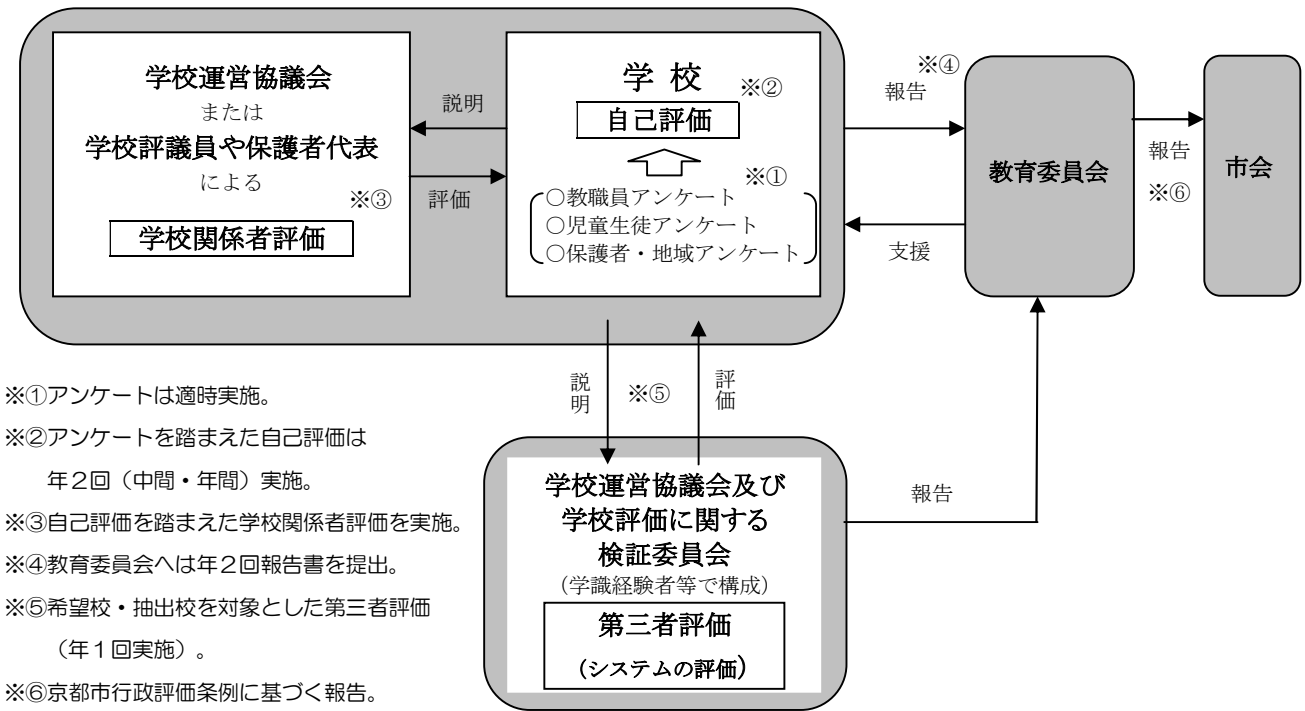 学校運営協議会
または
学校評議員や保護者代表
による
※③
学校関係者評価
説明
評価
学 校
※②
自己評価
※①
○教職員アンケート
○児童生徒アンケート
○保護者・地域アンケート
※④
報告
支援
教育委員会
報告
※⑥
市会
説明
※⑤
評価
学校運営協議会及び
学校評価に関する
検証委員会
(学識経験者等で構成)
第三者評価
(システムの評価)
報告
※①アンケートは適時実施。
※②アンケートを踏まえた自己評価は
年2回（中間・年間）実施。
※③自己評価を踏まえた学校関係者評価を実施。
※④教育委員会へは年2回報告書を提出。
※⑤希望校・抽出校を対象とした第三者評価
（年1回実施）。
※⑥京都市行政評価条例に基づく報告。